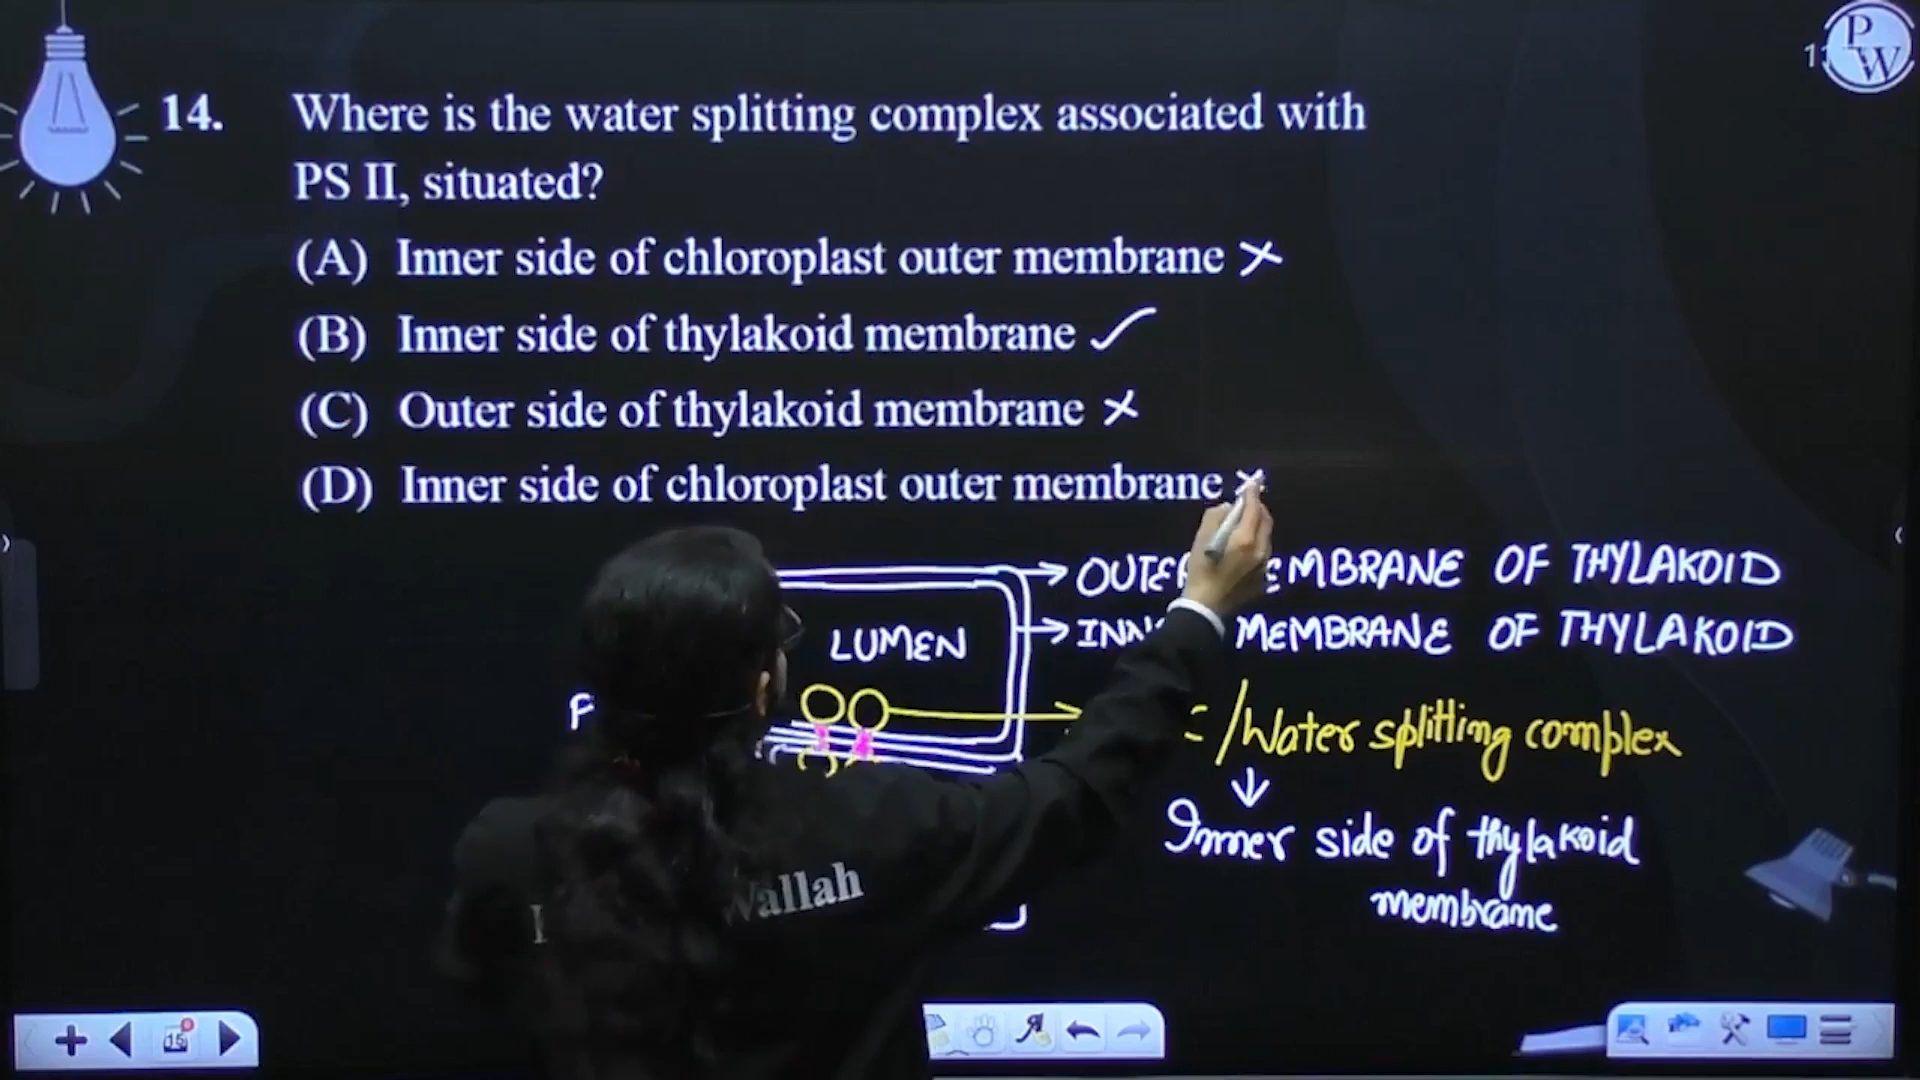 PW
14. Where is the water splitting complex associated with
PS II, situated?
(A) Inner side of chloroplast outer membrane
(B) Inner side of thylakoid membrane
(C) Outer side of thylakoid membrane
(D) Inner side of chloroplast outer membrane
OF THYLAKOID
MEMBRANE OF THYLAKOID
LUMEN
/Water splitting complex
Inner side of thylakoid
membrane
Wallah
15